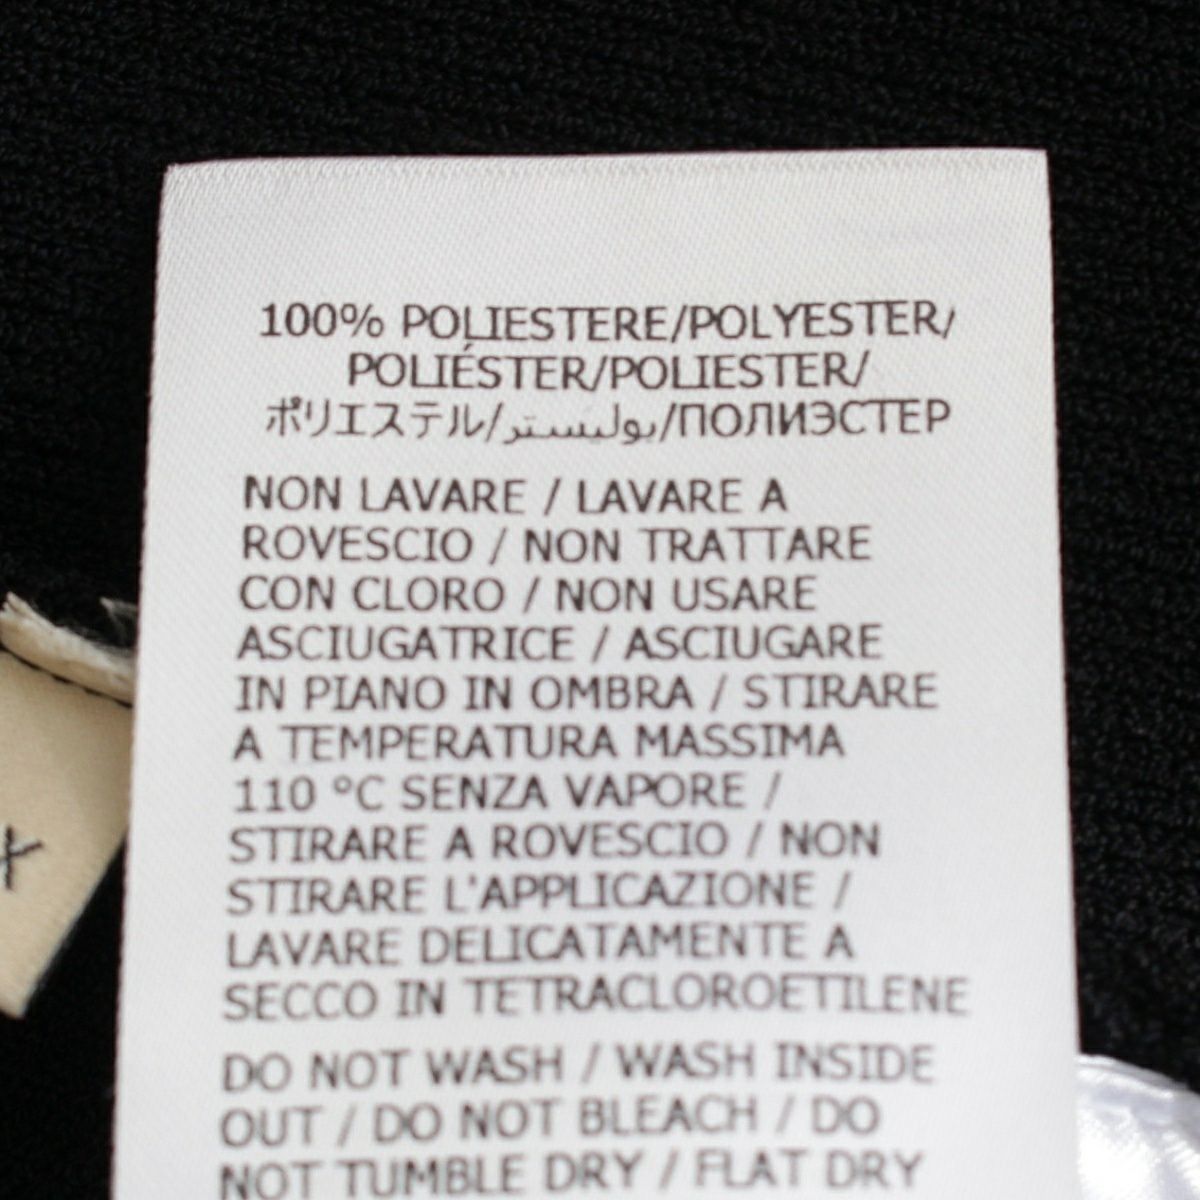 100% POLIESTERE/POLYESTER/
POLIÉSTER/POLIESTER/
ポリエステル/بوليستر/ПОЛИЭСТЕР
NON LAVARE / LAVARE A
ROVESCIO / NON TRATTARE
CON CLORO / NON USARE
ASCIUGATRICE / ASCIUGARE
IN PIANO IN OMBRA / STIRARE
A TEMPERATURA MASSIMA
110 °C SENZA VAPORE /
STIRARE A ROVESCIO / NON
STIRARE L'APPLICAZIONE /
LAVARE DELICATAMENTE A
SECCO IN TETRACLOROETILENE
DO NOT WASH / WASH INSIDE
OUT / DO NOT BLEACH / DO
NOT TUMBLE DRY / FLAT DRY